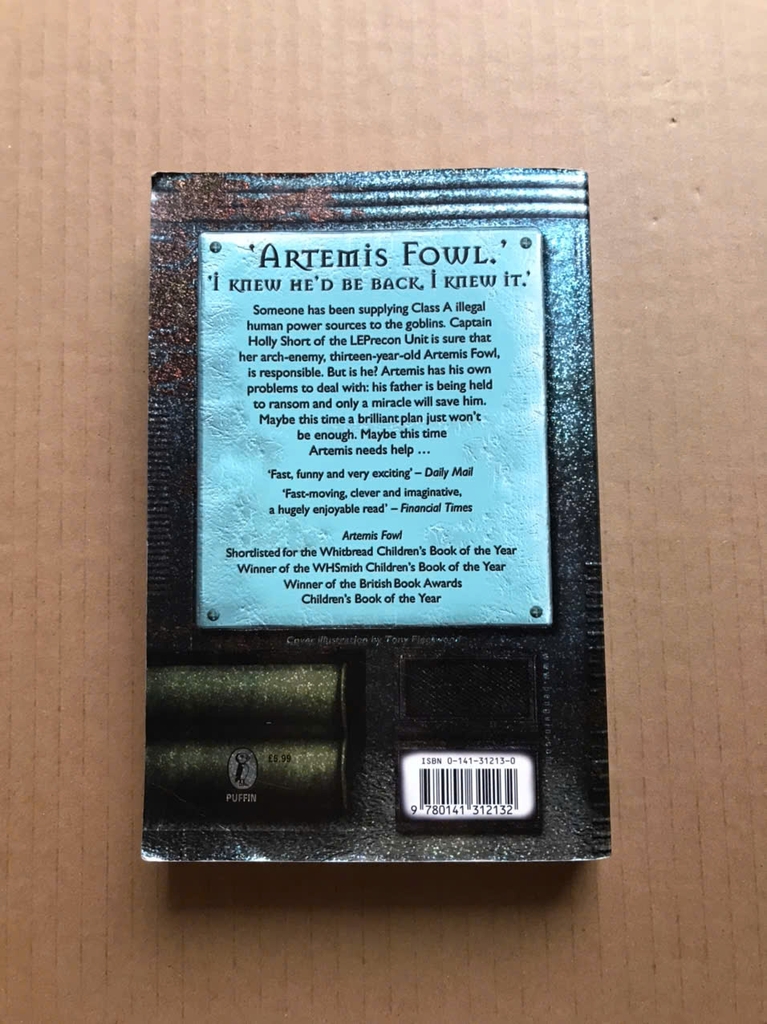 'ARTEMIS FOWL.'
'I KNEW HE'D BE BACK, I KNEW IT.'
Someone has been supplying Class A illegal
human power sources to the goblins. Captain
Holly Short of the LEPrecon Unit is sure that
her arch-enemy, thirteen-year-old Artemis Fowl,
is responsible. But is he? Artemis has his own
problems to deal with: his father is being held
to ransom and only a miracle will save him.
Maybe this time a brilliant plan just won't
be enough. Maybe this time
Artemis needs help ...
'Fast, funny and very exciting' – Daily Mail
'Fast-moving, clever and imaginative,
a hugely enjoyable read' – Financial Times
Artemis Fowl
Shortlisted for the Whitbread Children's Book of the Year
Winner of the WHSmith Children's Book of the Year
Winner of the British Book Awards
Children's Book of the Year
Cover illustration by Tony Fleetwood
£5.99
PUFFIN
ISBN 0-141-31213-0
9 780141 312132